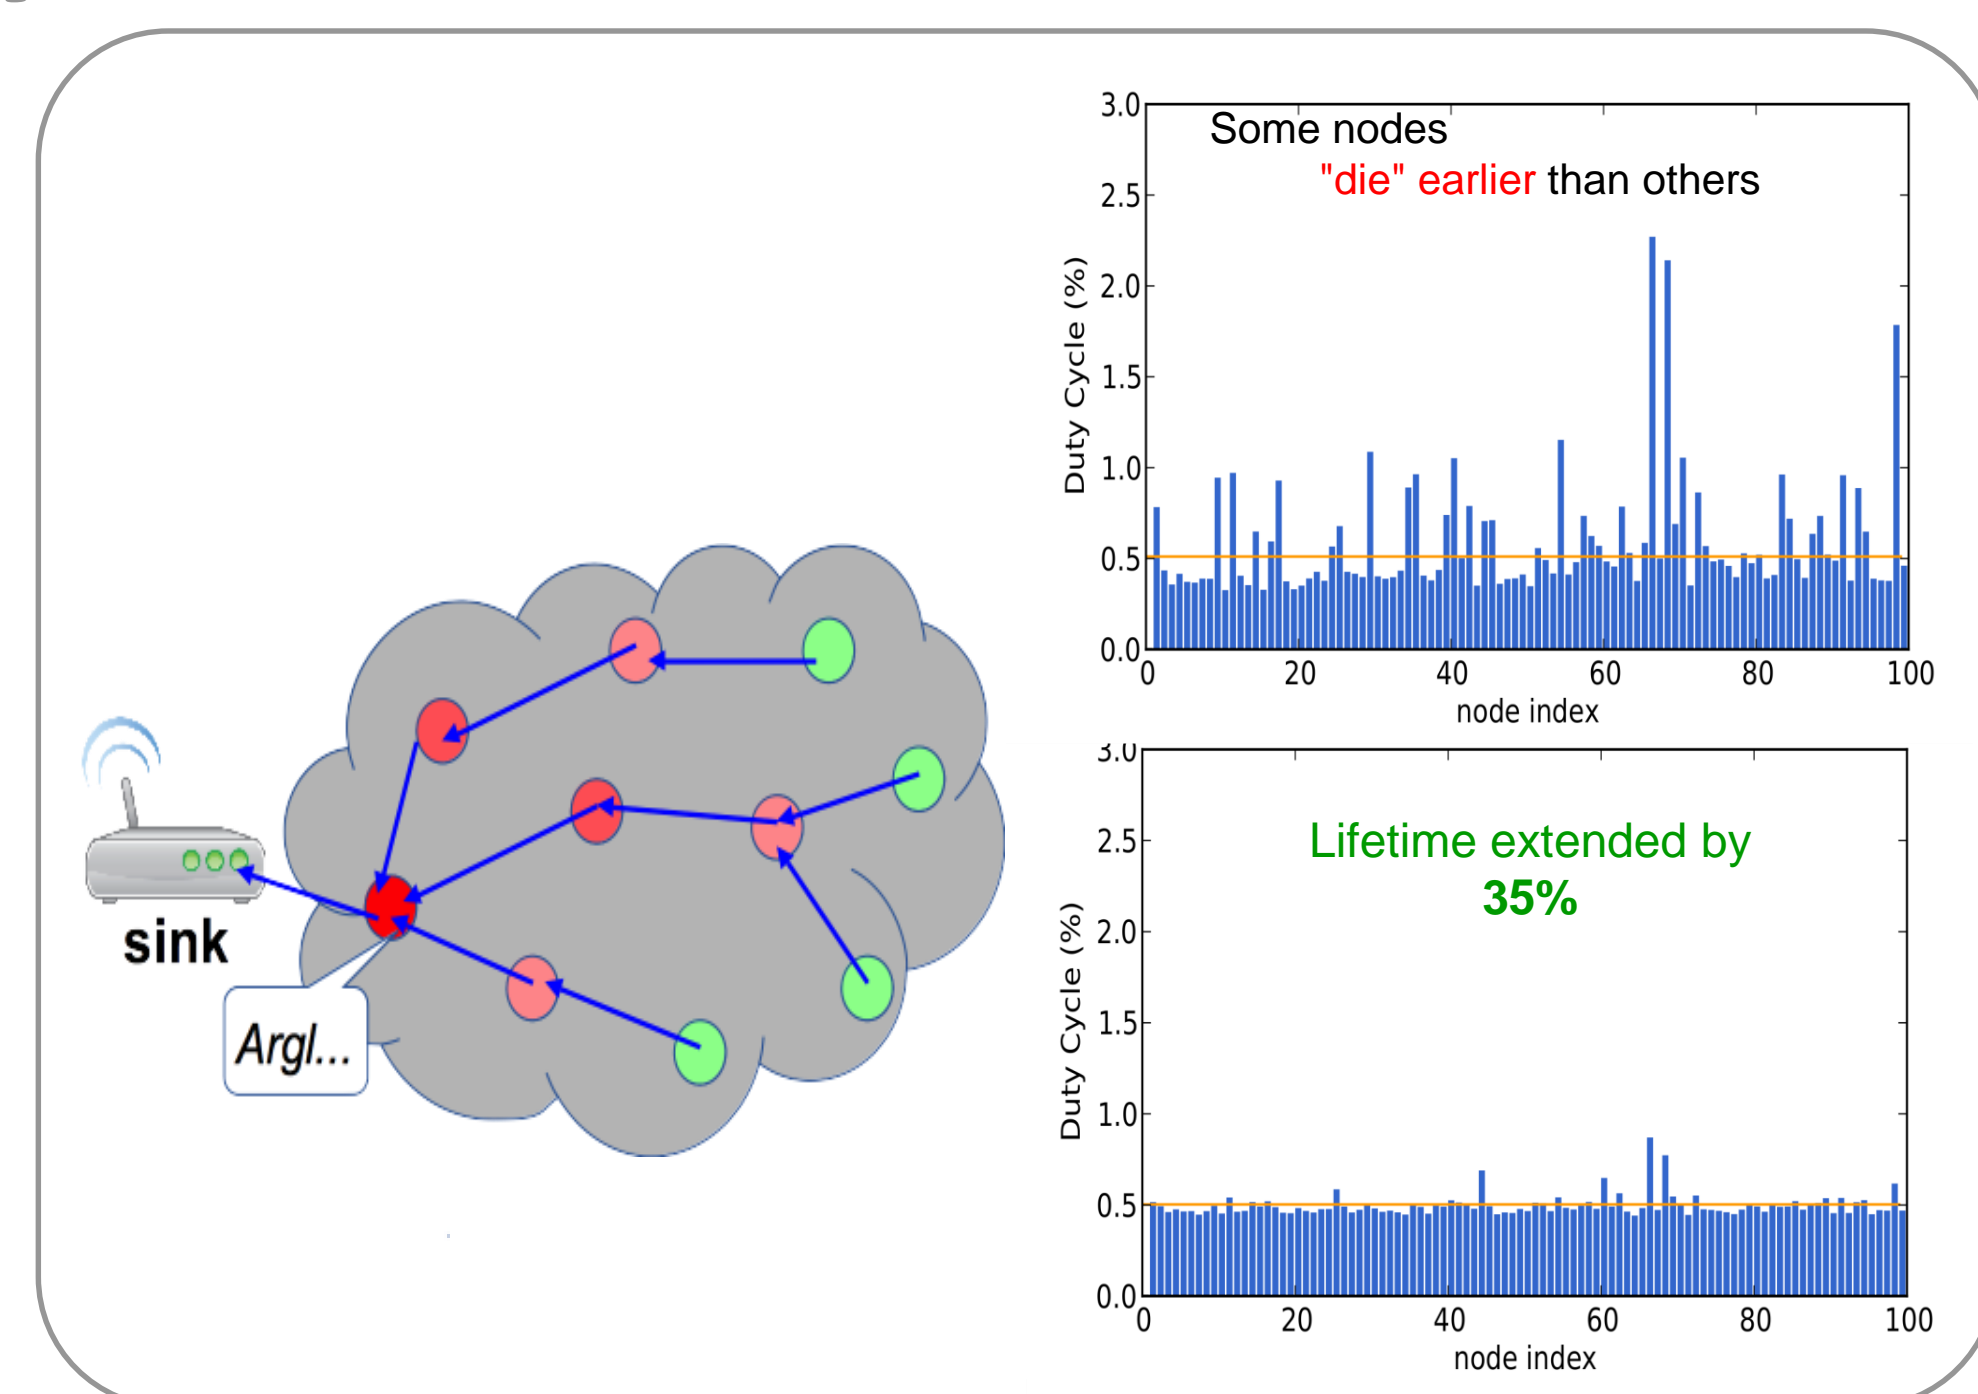 sink
Argl...
Some nodes
"die" earlier than others
3.0
2.5
2.0
1.5
1.0
0.5
0.0
Duty Cycle (%)
0 20 40 60 80 100
node index
Lifetime extended by
35%
3.0
2.5
2.0
1.5
1.0
0.5
0.0
Duty Cycle (%)
0 20 40 60 80 100
node index